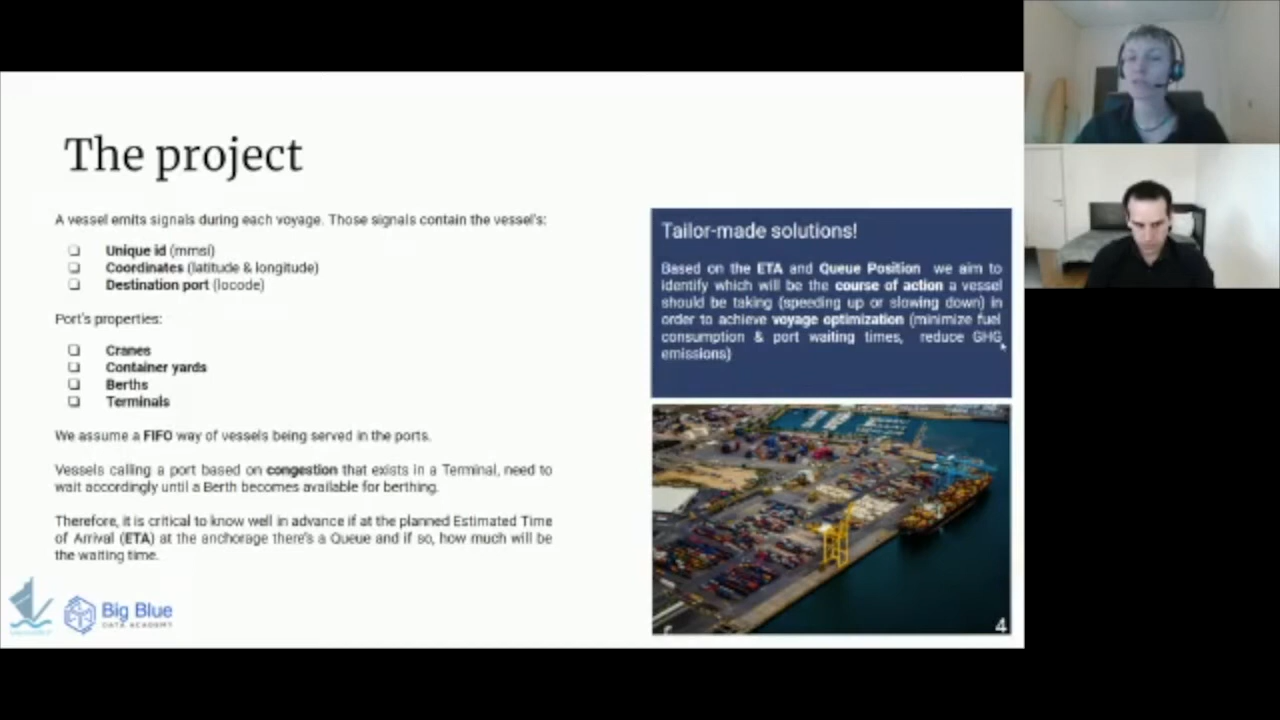 The project
A vessel emits signals during each voyage. Those signals contain the vessel's:
❏ Unique id (mmsi)
❏ Coordinates (latitude & longitude)
❏ Destination port (locode)
Port's properties:
❏ Cranes
❏ Container yards
❏ Berths
❏ Terminals
We assume a FIFO way of vessels being served in the ports.
Vessels calling a port based on congestion that exists in a Terminal, need to
wait accordingly until a Berth becomes available for berthing.
Therefore, it is critical to know well in advance if at the planned Estimated Time
of Arrival (ETA) at the anchorage there's a Queue and if so, how much will be
the waiting time.
Big Blue
DATA ACADEMY
Tailor-made solutions!
Based on the ETA and Queue Position we aim to
identify which will be the course of action a vessel
should be taking (speeding up or slowing down) in
order to achieve voyage optimization (minimize fuel
consumption & port waiting times, reduce GHG
emissions)
4